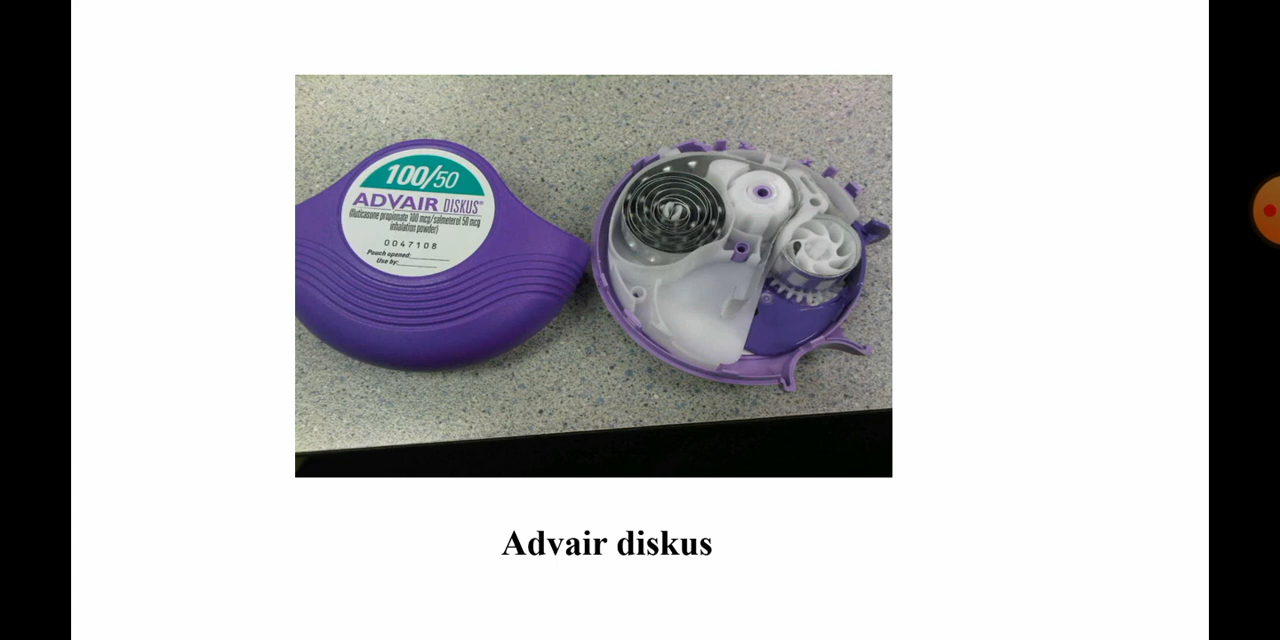 100/50
ADVAIR DISKUS®
(fluticasone propionate 100 mcg/salmeterol 50 mcg
inhalation powder)
0047108
Pouch opened:
Use by:
Advair diskus